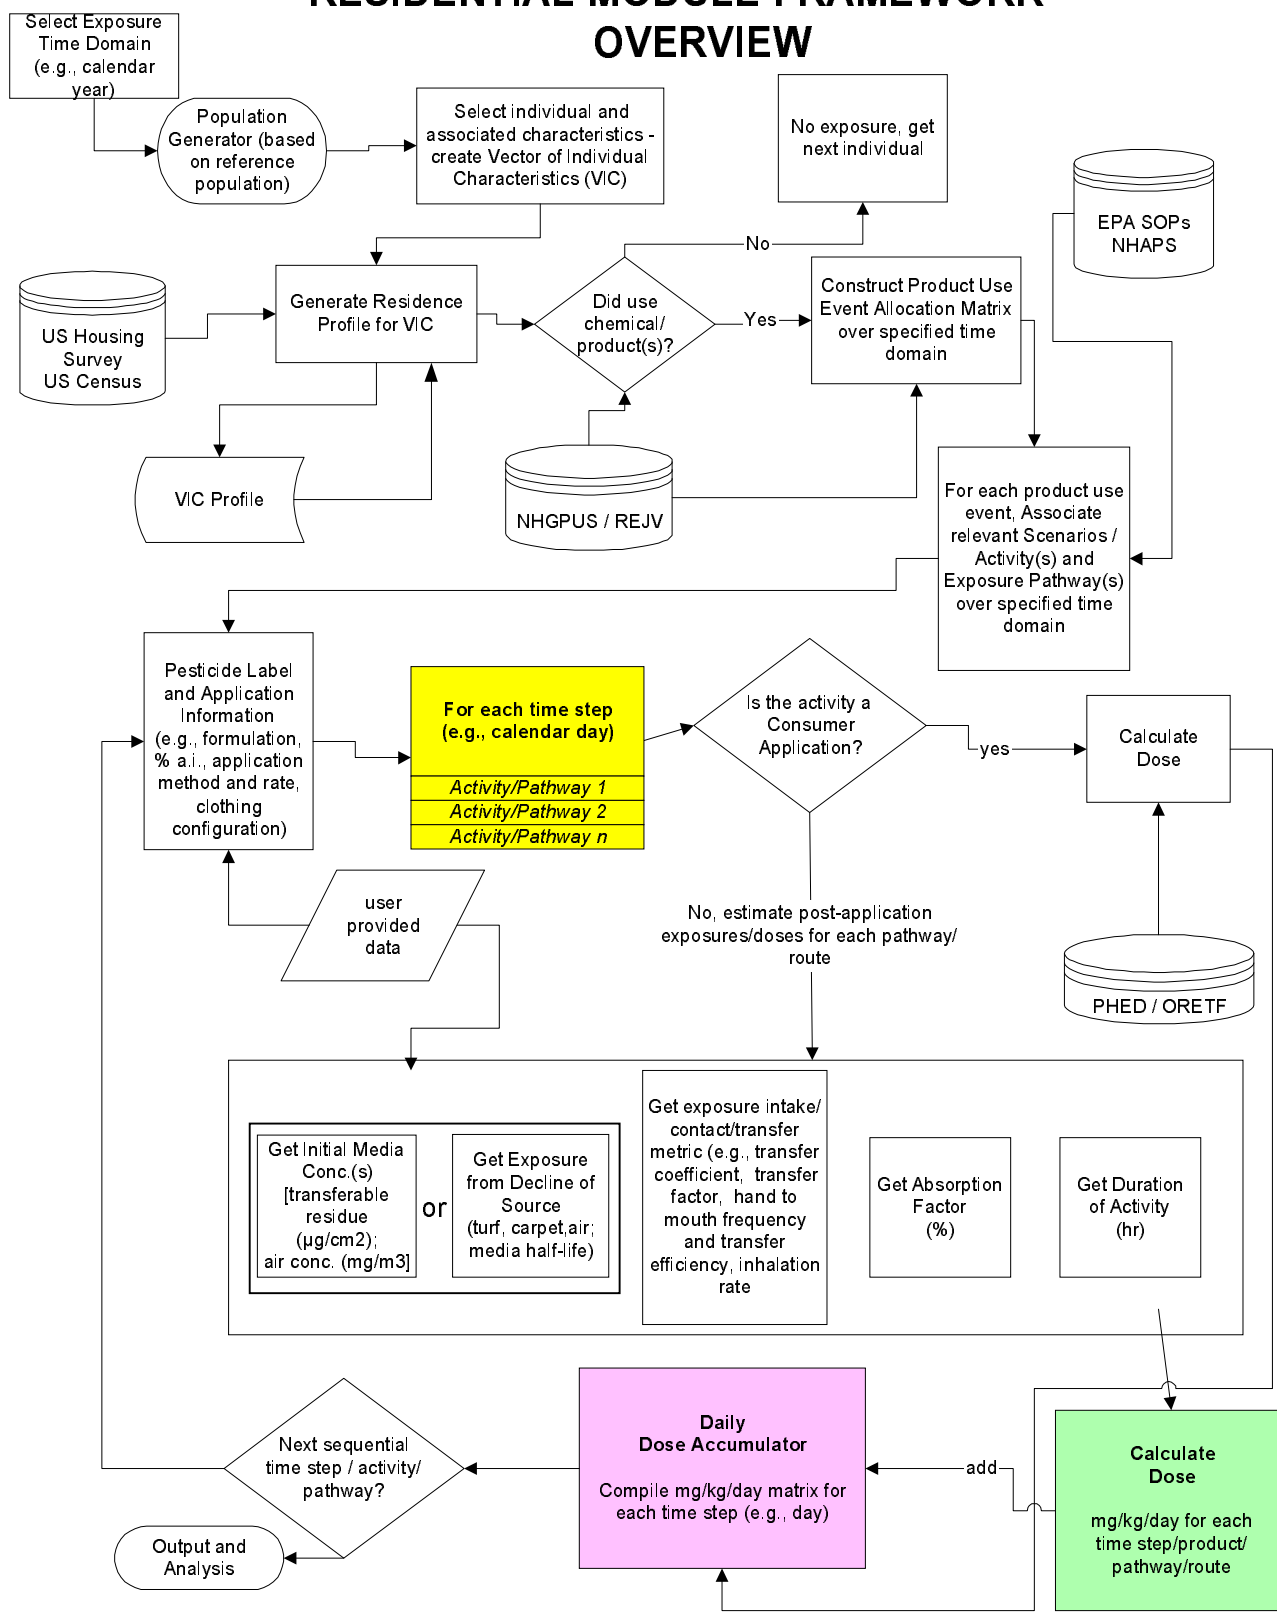 RESIDENTIAL MODULE FRAMEWORK
OVERVIEW
Select Exposure
Time Domain
(e.g., calendar
year)
Population
Generator (based
on reference
population)
Select individual and
associated characteristics -
create Vector of Individual
Characteristics (VIC)
No exposure, get
next individual
EPA SOPs
NHAPS
No
US Housing
Survey
US Census
Generate Residence
Profile for VIC
Did use
chemical/
product(s)?
Yes
Construct Product Use
Event Allocation Matrix
over specified time
domain
VIC Profile
NHGPUS / REJV
For each product use
event, Associate
relevant Scenarios /
Activity(s) and
Exposure Pathway(s)
over specified time
domain
Pesticide Label
and Application
Information
(e.g., formulation,
% a.i., application
method and rate,
clothing
configuration)
For each time step
(e.g., calendar day)
Activity/Pathway 1
Activity/Pathway 2
Activity/Pathway n
Is the activity a
Consumer
Application?
yes
Calculate
Dose
user
provided
data
No, estimate post-application
exposures/doses for each pathway/
route
PHED / ORETF
Get Initial Media
Conc.(s)
[transferable
residue
(µg/cm2);
air conc. (mg/m3]
or
Get Exposure
from Decline of
Source
(turf, carpet,air;
media half-life)
Get exposure intake/
contact/transfer
metric (e.g., transfer
coefficient, transfer
factor, hand to
mouth frequency
and transfer
efficiency, inhalation
rate
Get Absorption
Factor
(%)
Get Duration
of Activity
(hr)
Next sequential
time step / activity/
pathway?
Daily
Dose Accumulator
Compile mg/kg/day matrix for
each time step (e.g., day)
add
Calculate
Dose
mg/kg/day for each
time step/product/
pathway/route
Output and
Analysis